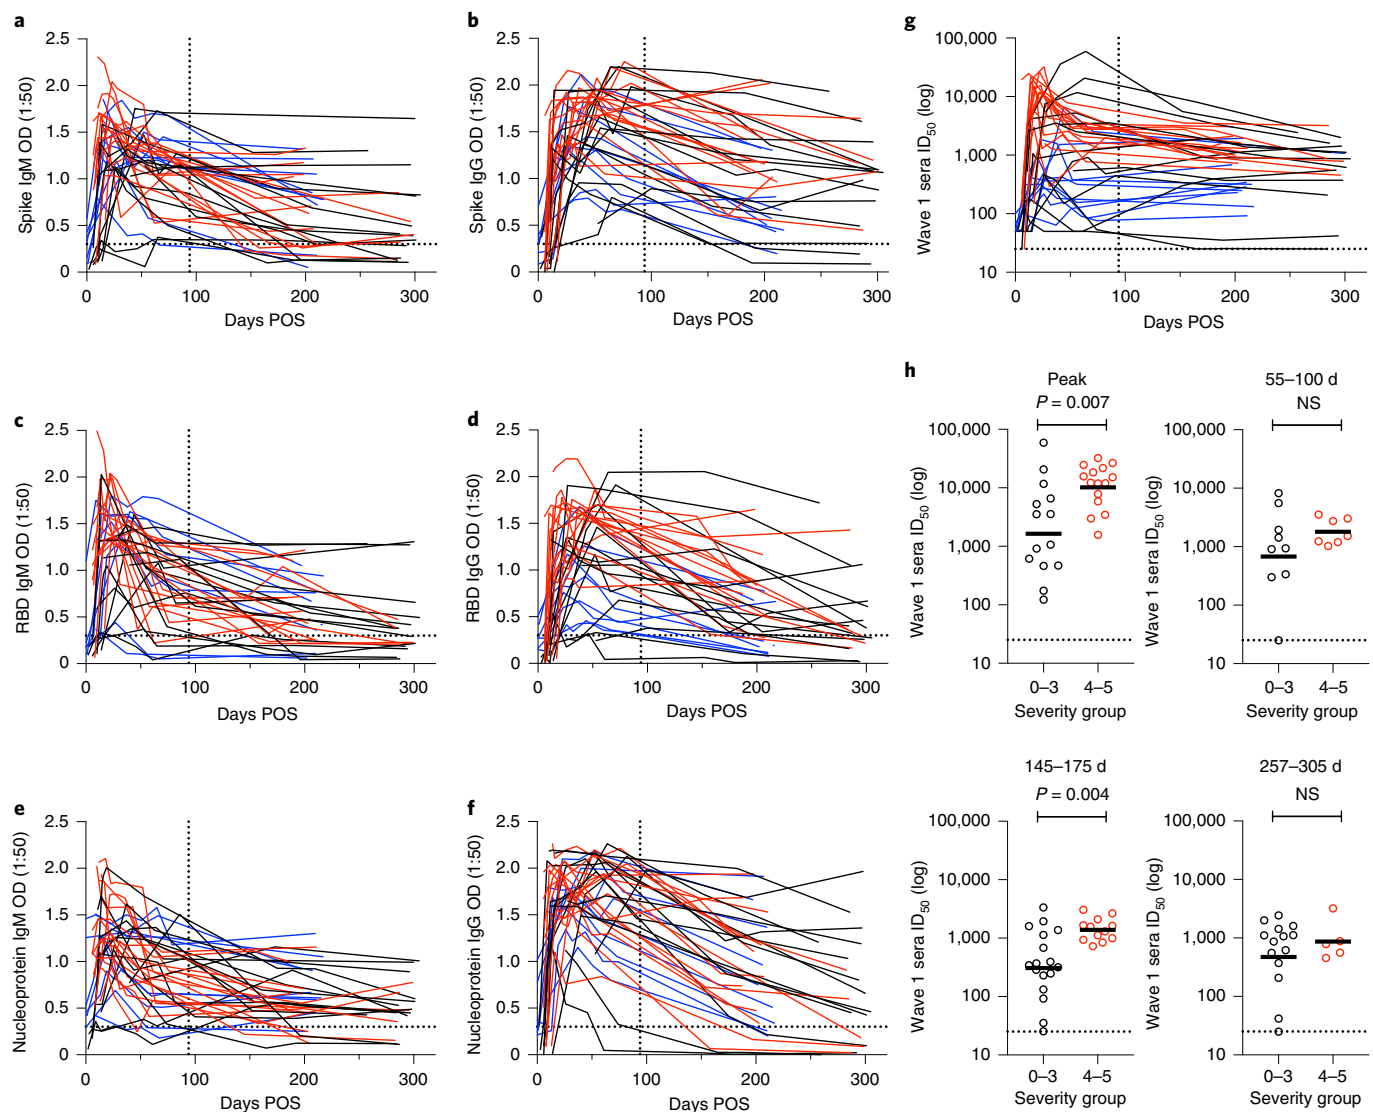 a
2.5
2.0
1.5
1.0
0.5
0
Spike IgM OD (1:50)
0 100 200 300
Days POS
b
2.5
2.0
1.5
1.0
0.5
0
Spike IgG OD (1:50)
0 100 200 300
Days POS
g
100,000
10,000
1,000
100
10
Wave 1 sera ID50 (log)
0 100 200 300
Days POS
c
2.5
2.0
1.5
1.0
0.5
0
RBD IgM OD (1:50)
0 100 200 300
Days POS
d
2.5
2.0
1.5
1.0
0.5
0
RBD IgG OD (1:50)
0 100 200 300
Days POS
e
2.5
2.0
1.5
1.0
0.5
0
Nucleoprotein IgM OD (1:50)
0 100 200 300
Days POS
f
2.5
2.0
1.5
1.0
0.5
0
Nucleoprotein IgG OD (1:50)
0 100 200 300
Days POS
h
Peak
P = 0.007
100,000
10,000
1,000
100
10
Wave 1 sera ID50 (log)
0–3 4–5
Severity group
55–100 d
NS
100,000
10,000
1,000
100
10
Wave 1 sera ID50 (log)
0–3 4–5
Severity group
145–175 d
P = 0.004
100,000
10,000
1,000
100
10
Wave 1 sera ID50 (log)
0–3 4–5
Severity group
257–305 d
NS
100,000
10,000
1,000
100
10
Wave 1 sera ID50 (log)
0–3 4–5
Severity group